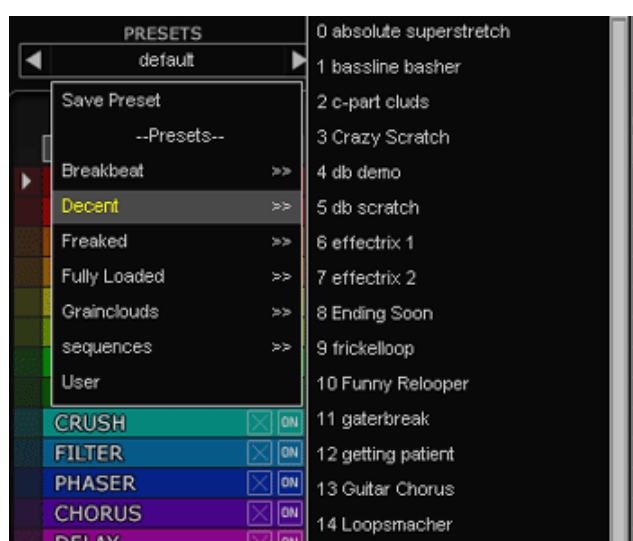 PRESETS
default
Save Preset
--Presets--
Breakbeat >>
Decent >>
Freaked >>
Fully Loaded >>
Grainclouds >>
sequences >>
User
CRUSH ON
FILTER ON
PHASER ON
CHORUS ON
DELAY ON
0 absolute superstretch
1 bassline basher
2 c-part cluds
3 Crazy Scratch
4 db demo
5 db scratch
6 effectrix 1
7 effectrix 2
8 Ending Soon
9 frickelloop
10 Funny Relooper
11 gaterbreak
12 getting patient
13 Guitar Chorus
14 Loopsmacher